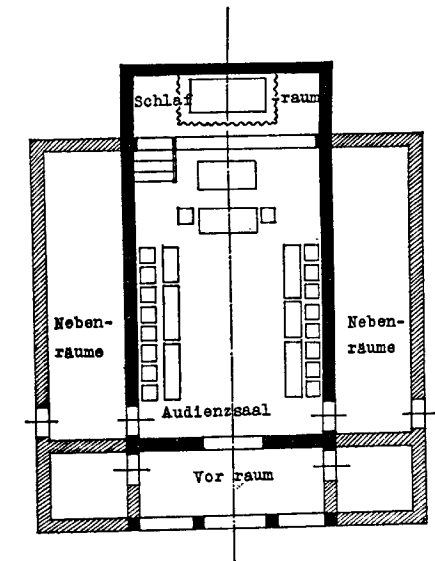 Schlaf raum
Neben-
räume
Neben-
räume
Audienzsaal
Vor raum